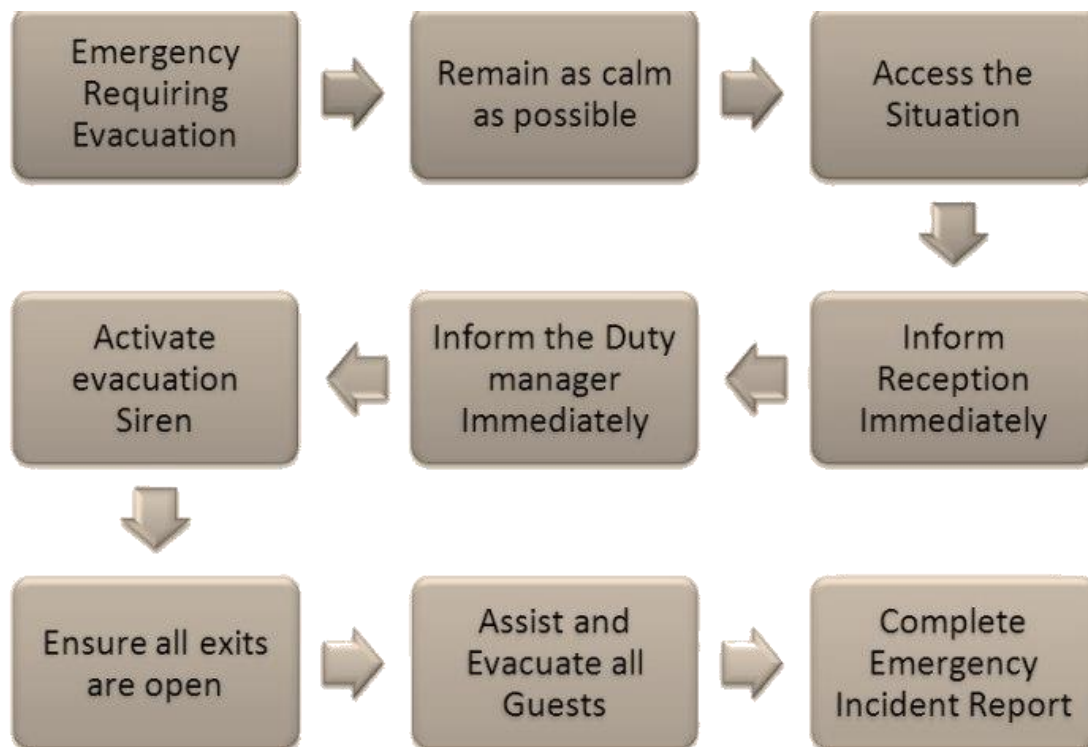 Emergency
Requiring
Evacuation
Remain as calm
as possible
Access the
Situation
Inform
Reception
Immediately
Inform the Duty
manager
Immediately
Activate
evacuation
Siren
Ensure all exits
are open
Assist and
Evacuate all
Guests
Complete
Emergency
Incident Report